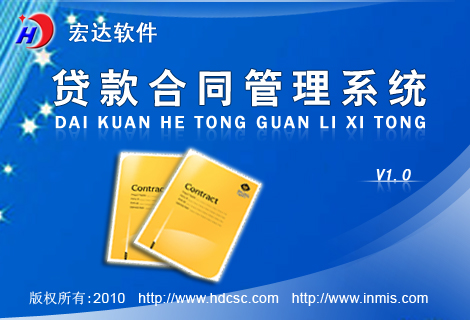 宏达软件
贷款合同管理系统
DAI KUAN HE TONG GUAN LI XI TONG
V1.0
Contract
Contract
版权所有:2010 http://www.hdcsc.com http://www.inmis.com